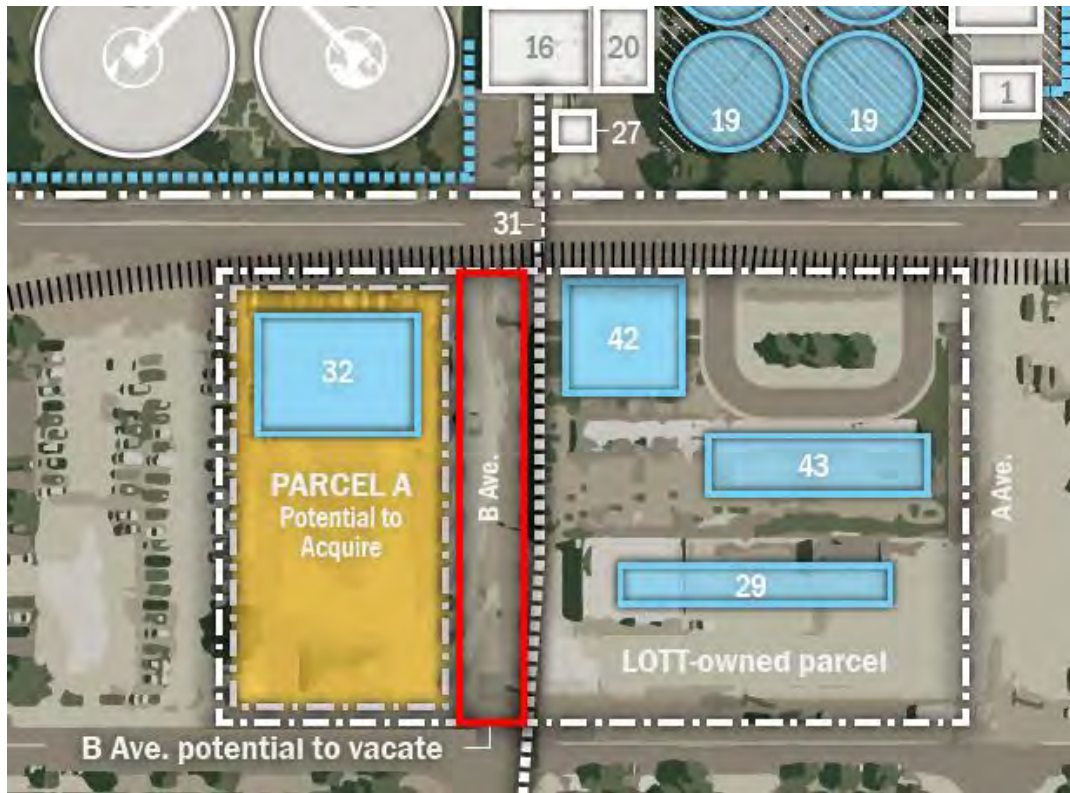 16
20
19
19
1
27
31
42
32
43
PARCEL A
Potential to
Acquire
B Ave.
A Ave.
29
LOTT-owned parcel
B Ave. potential to vacate